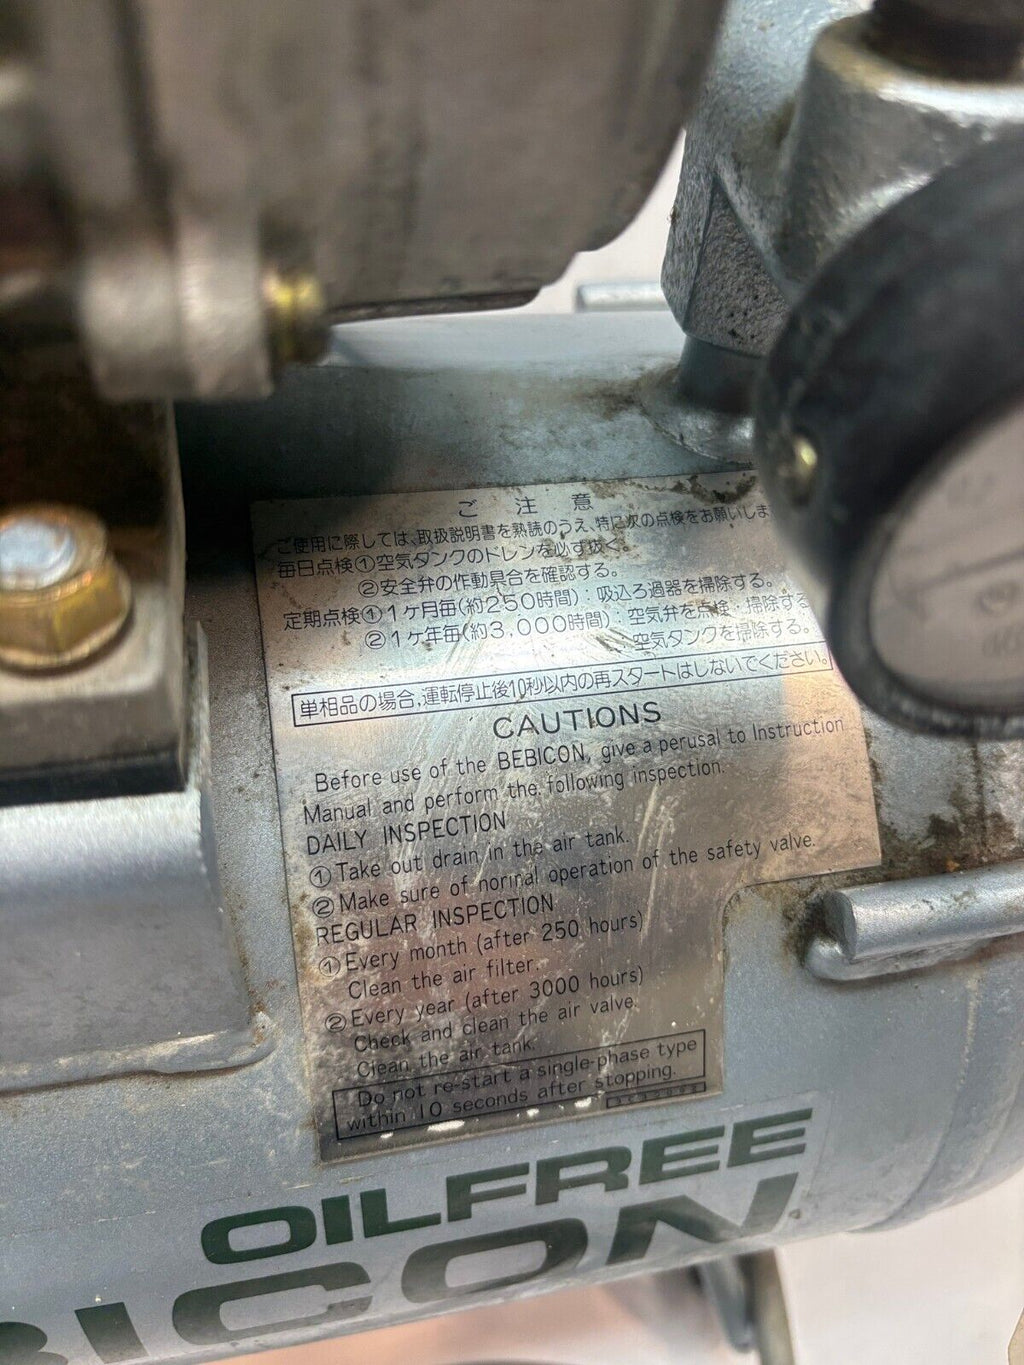 ご注意
ご使用に際しては、取扱説明書を熟読のうえ、特に次の点検をお願いしま
毎日点検①空気タンクのドレンを必ず抜く。
②安全弁の作動具合を確認する。
定期点検①1ヶ月毎(約250時間):吸込ろ過器を掃除する。
②1ヶ年毎(約3,000時間):空気弁を点検・掃除する
空気タンクを掃除する。
単相品の場合,運転停止後10秒以内の再スタートはしないでください。
CAUTIONS
Before use of the BEBICON, give a perusal to Instruction
Manual and perform the following inspection.
DAILY INSPECTION
① Take out drain in the air tank.
② Make sure of normal operation of the safety valve.
REGULAR INSPECTION
① Every month (after 250 hours)
Clean the air filter.
② Every year (after 3000 hours)
Check and clean the air valve.
Clean the air tank.
Do not re-start a single-phase type
within 10 seconds after stopping.
OILFREE
BICON